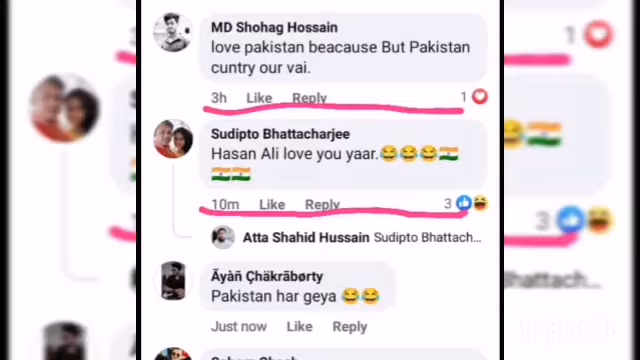 MD Shohag Hossain
love pakistan beacause But Pakistan
cuntry our vai.
3h Like Reply 1
Sudipto Bhattacharjee
Hasan Ali love you yaar.😂😂😂🇮🇳
🇮🇳🇮🇳
10m Like Reply 3
Atta Shahid Hussain Sudipto Bhattach...
Ãyàñ Çhäkrãbørty
Pakistan har geya 😂😂
Just now Like Reply